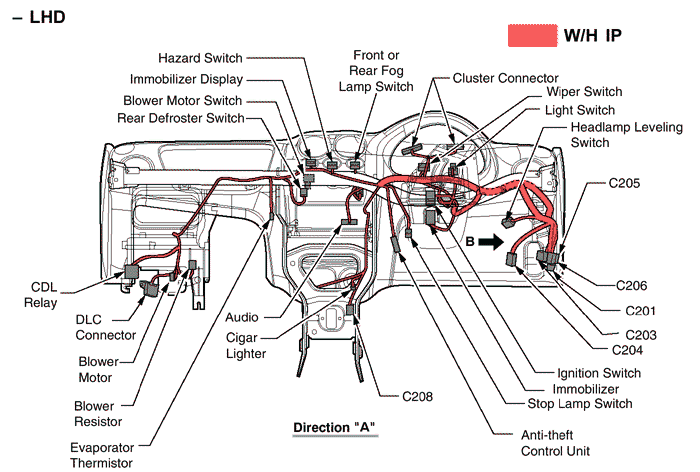 – LHD
W/H IP
Hazard Switch
Immobilizer Display
Blower Motor Switch
Rear Defroster Switch
Front or
Rear Fog
Lamp Switch
Cluster Connector
Wiper Switch
Light Switch
Headlamp Leveling
Switch
C205
B
C206
C201
C203
C204
CDL
Relay
DLC
Connector
Blower
Motor
Blower
Resistor
Evaporator
Thermistor
Audio
Cigar
Lighter
C208
Direction "A"
Ignition Switch
Immobilizer
Stop Lamp Switch
Anti-theft
Control Unit